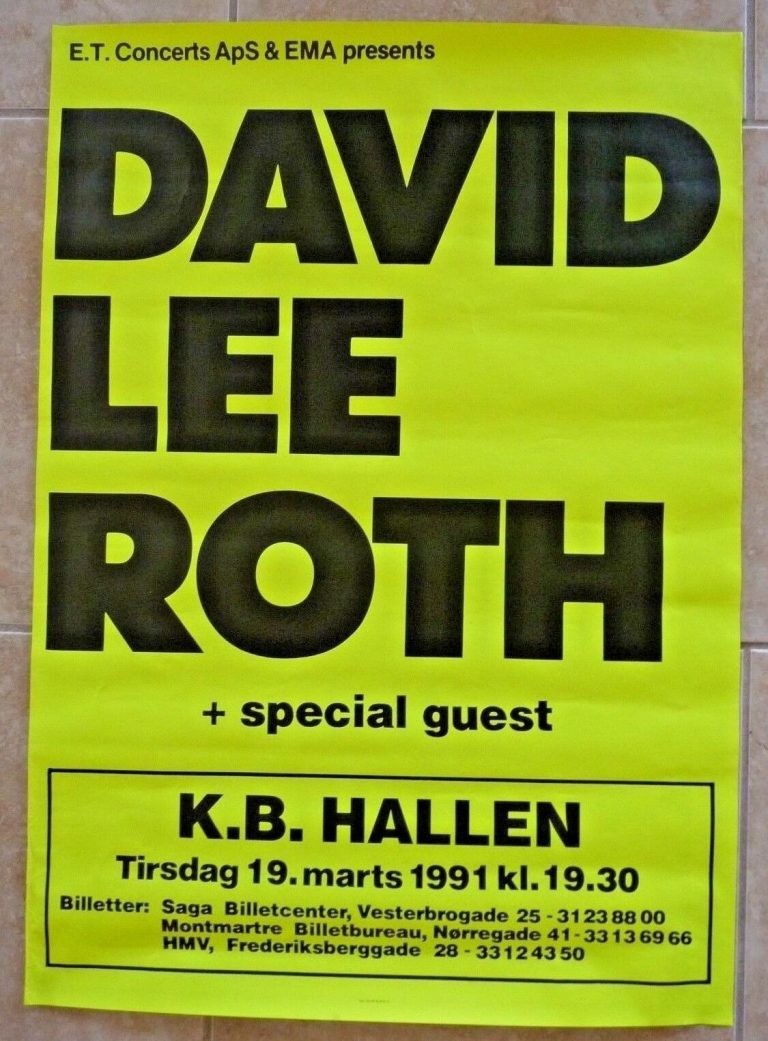 E.T. Concerts ApS & EMA presents
DAVID
LEE
ROTH
+ special guest
K.B. HALLEN
Tirsdag 19. marts 1991 kl. 19.30
Billetter: Saga Billetcenter, Vesterbrogade 25 - 31 23 88 00
Montmartre Billetbureau, Nørregade 41 - 33 13 69 66
HMV, Frederiksberggade 28 - 33 12 43 50